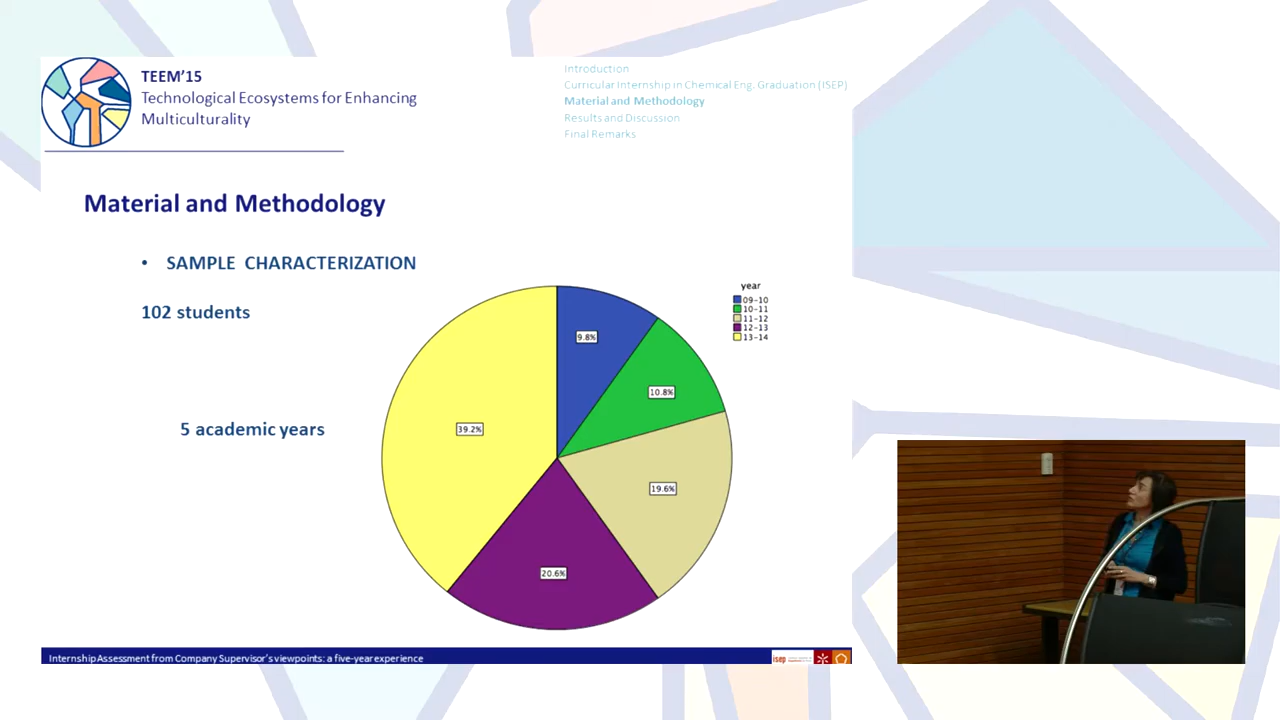 TEEM'15
Technological Ecosystems for Enhancing
Multiculturality
Introduction
Curricular Internship in Chemical Eng. Graduation (ISEP)
Material and Methodology
Results and Discussion
Final Remarks
Material and Methodology
• SAMPLE CHARACTERIZATION
102 students
5 academic years
9.8%
10.8%
19.6%
20.6%
39.2%
year
09-10
10-11
11-12
12-13
13-14
Internship Assessment from Company Supervisor's viewpoints: a five-year experience
isep